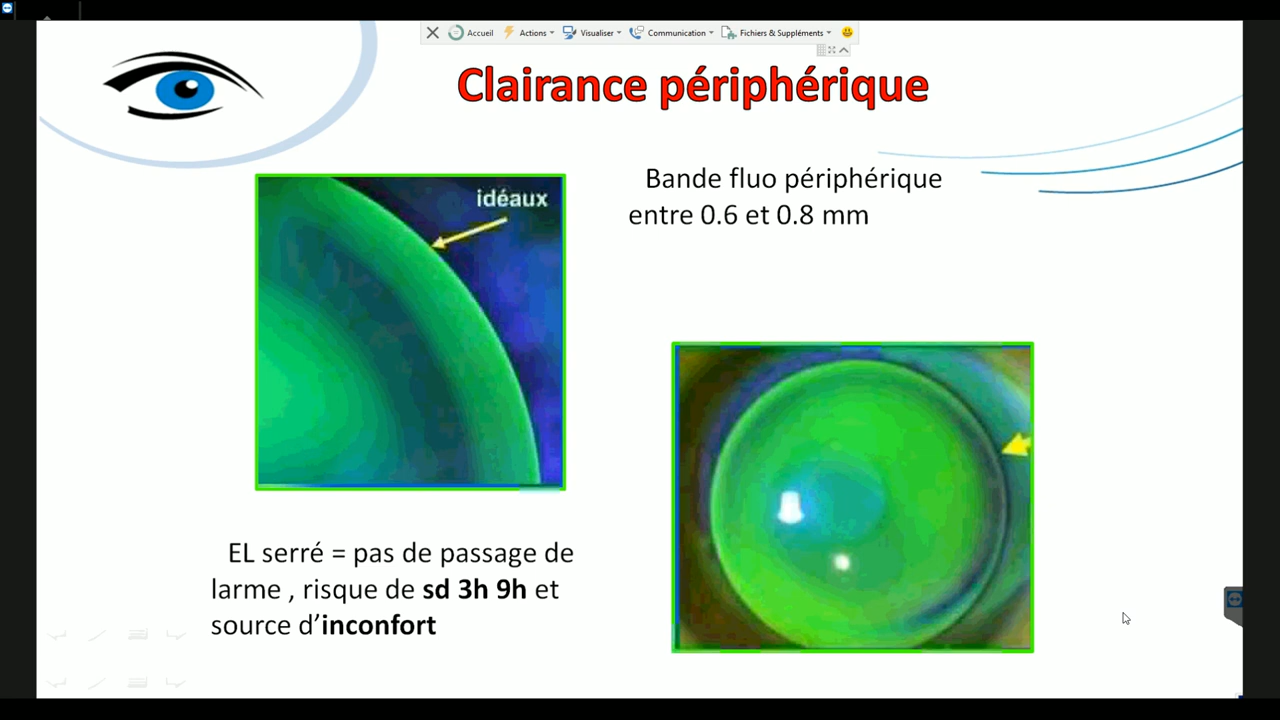 Accueil
Actions
Visualiser
Communication
Fichiers & Suppléments
Clairance périphérique
idéaux
Bande fluo périphérique
entre 0.6 et 0.8 mm
EL serré = pas de passage de
larme , risque de sd 3h 9h et
source d’inconfort